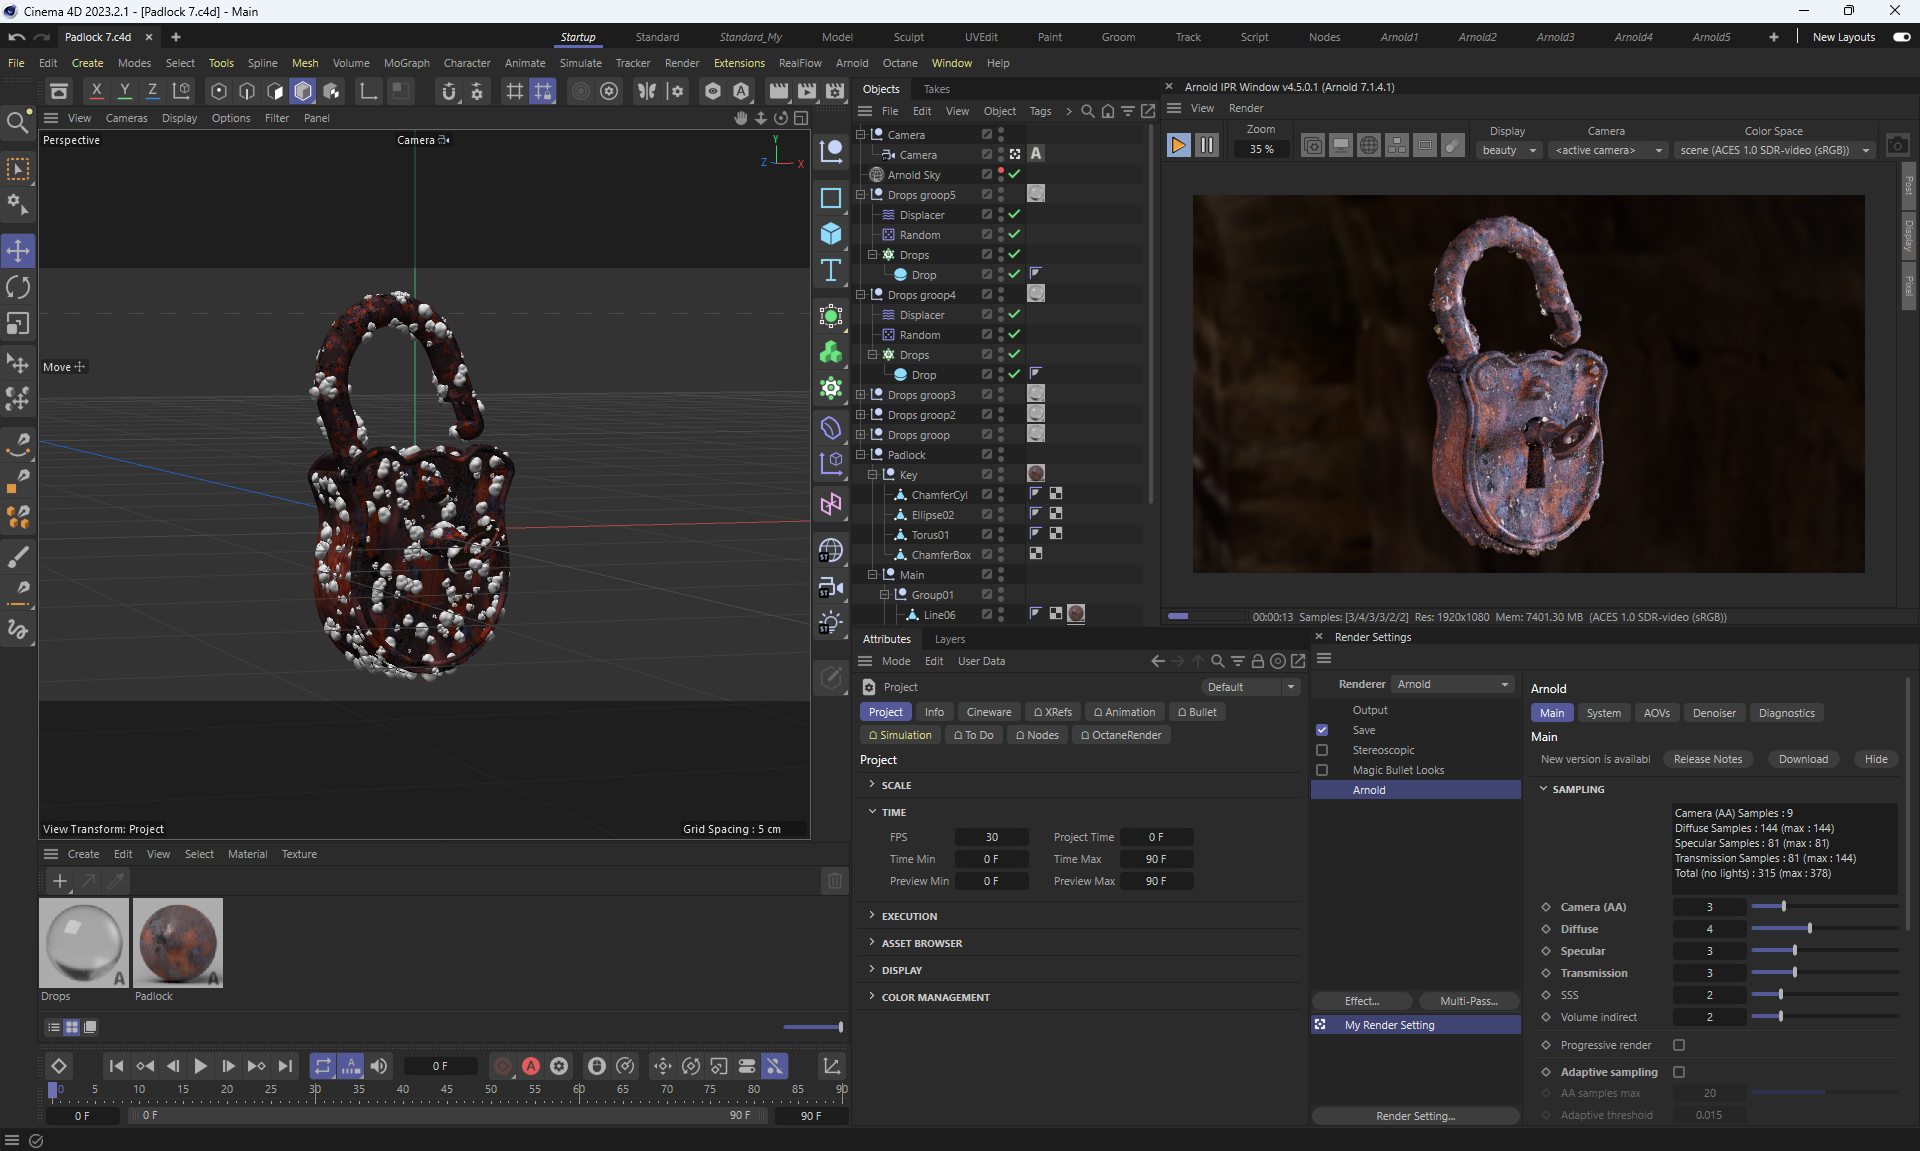 Cinema 4D 2023.2.1 - [Padlock 7.c4d] - Main
Padlock 7.c4d
Startup Standard Standard_My Model Sculpt UVEdit Paint Groom Track Script Nodes Arnold1 Arnold2 Arnold3 Arnold4 Arnold5 New Layouts
File Edit Create Modes Select Tools Spline Mesh Volume MoGraph Character Animate Simulate Tracker Render Extensions RealFlow Arnold Octane Window Help
X Y Z
View Cameras Display Options Filter Panel
Perspective
Camera
Y
Z X
Move
View Transform: Project
Grid Spacing : 5 cm
Objects Takes
File Edit View Object Tags
Camera
Camera A
Arnold Sky
Drops groop5
Displacer
Random
Drops
Drop
Drops groop4
Displacer
Random
Drops
Drop
Drops groop3
Drops groop2
Drops groop
Padlock
Key
ChamferCyl
Ellipse02
Torus01
ChamferBox
Main
Group01
Line06
Arnold IPR Window v4.5.0.1 (Arnold 7.1.4.1)
View Render
Zoom Display Camera Color Space
35 % beauty <active camera> scene (ACES 1.0 SDR-video (sRGB))
Post
Display
Pixel
00:00:13 Samples: [3/4/3/3/2/2] Res: 1920x1080 Mem: 7401.30 MB (ACES 1.0 SDR-video (sRGB))
Attributes Layers
Mode Edit User Data
Project Default
Project Info Cineware XRefs Animation Bullet
Simulation To Do Nodes OctaneRender
Project
SCALE
TIME
FPS 30 Project Time 0 F
Time Min 0 F Time Max 90 F
Preview Min 0 F Preview Max 90 F
EXECUTION
ASSET BROWSER
DISPLAY
COLOR MANAGEMENT
Render Settings
Renderer Arnold
Output
Save
Stereoscopic
Magic Bullet Looks
Arnold
Effect... Multi-Pass...
My Render Setting
Render Setting...
Arnold
Main System AOVs Denoiser Diagnostics
Main
New version is availabl Release Notes Download Hide
SAMPLING
Camera (AA) Samples : 9
Diffuse Samples : 144 (max : 144)
Specular Samples : 81 (max : 81)
Transmission Samples : 81 (max : 144)
Total (no lights) : 315 (max : 378)
Camera (AA) 3
Diffuse 4
Specular 3
Transmission 3
SSS 2
Volume indirect 2
Progressive render
Adaptive sampling
AA samples max 20
Adaptive threshold 0.015
Create Edit View Select Material Texture
A A
Drops Padlock
0 F
0 5 10 15 20 25 30 35 40 45 50 55 60 65 70 75 80 85 90
0 F 0 F 90 F 90 F